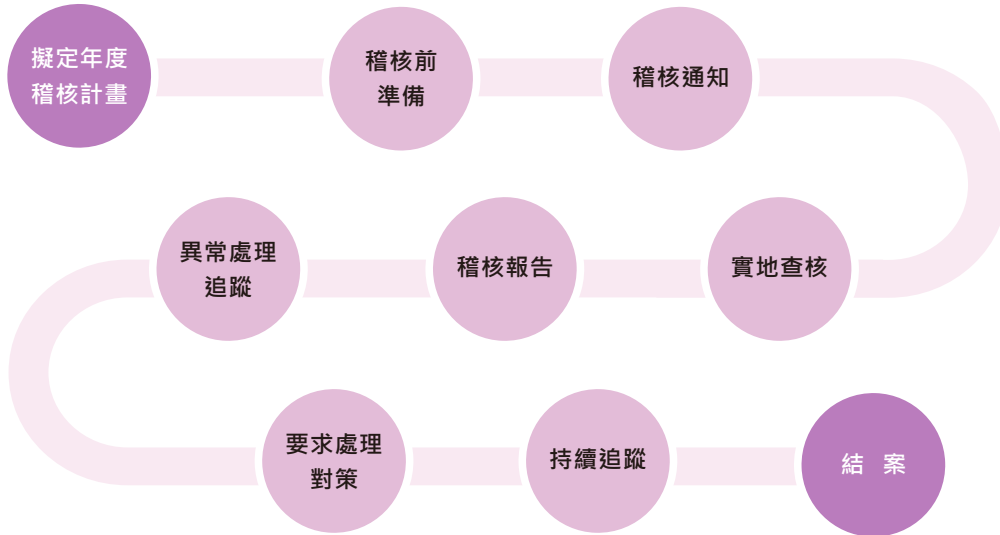 擬定年度
稽核計畫
稽核前
準備
稽核通知
實地查核
稽核報告
異常處理
追蹤
要求處理
對策
持續追蹤
結 案